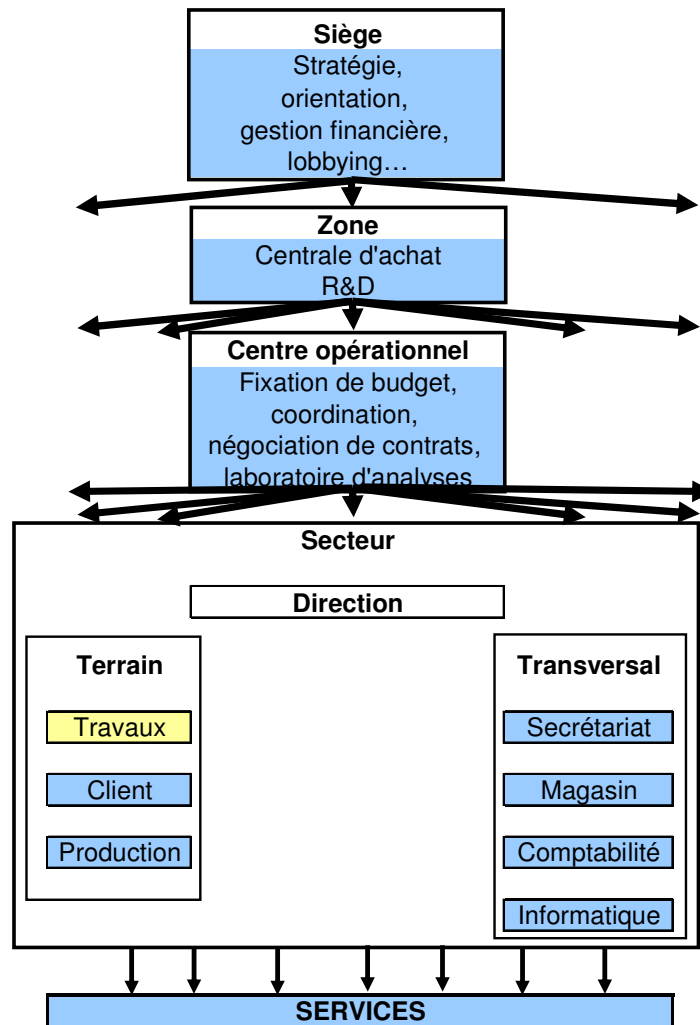 Siège
Stratégie,
orientation,
gestion financière,
lobbying…
Zone
Centrale d'achat
R&D
Centre opérationnel
Fixation de budget,
coordination,
négociation de contrats,
laboratoire d'analyses
Secteur
Direction
Terrain
Travaux
Client
Production
Transversal
Secrétariat
Magasin
Comptabilité
Informatique
SERVICES